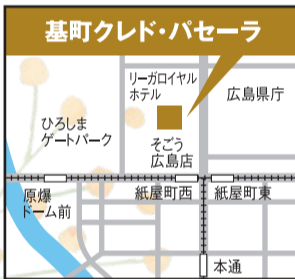 基町クレド・パセーラ
リーガロイヤル
ホテル
広島県庁
ひろしま
ゲートパーク
そごう
広島店
原爆
ドーム前
紙屋町西
紙屋町東
本通